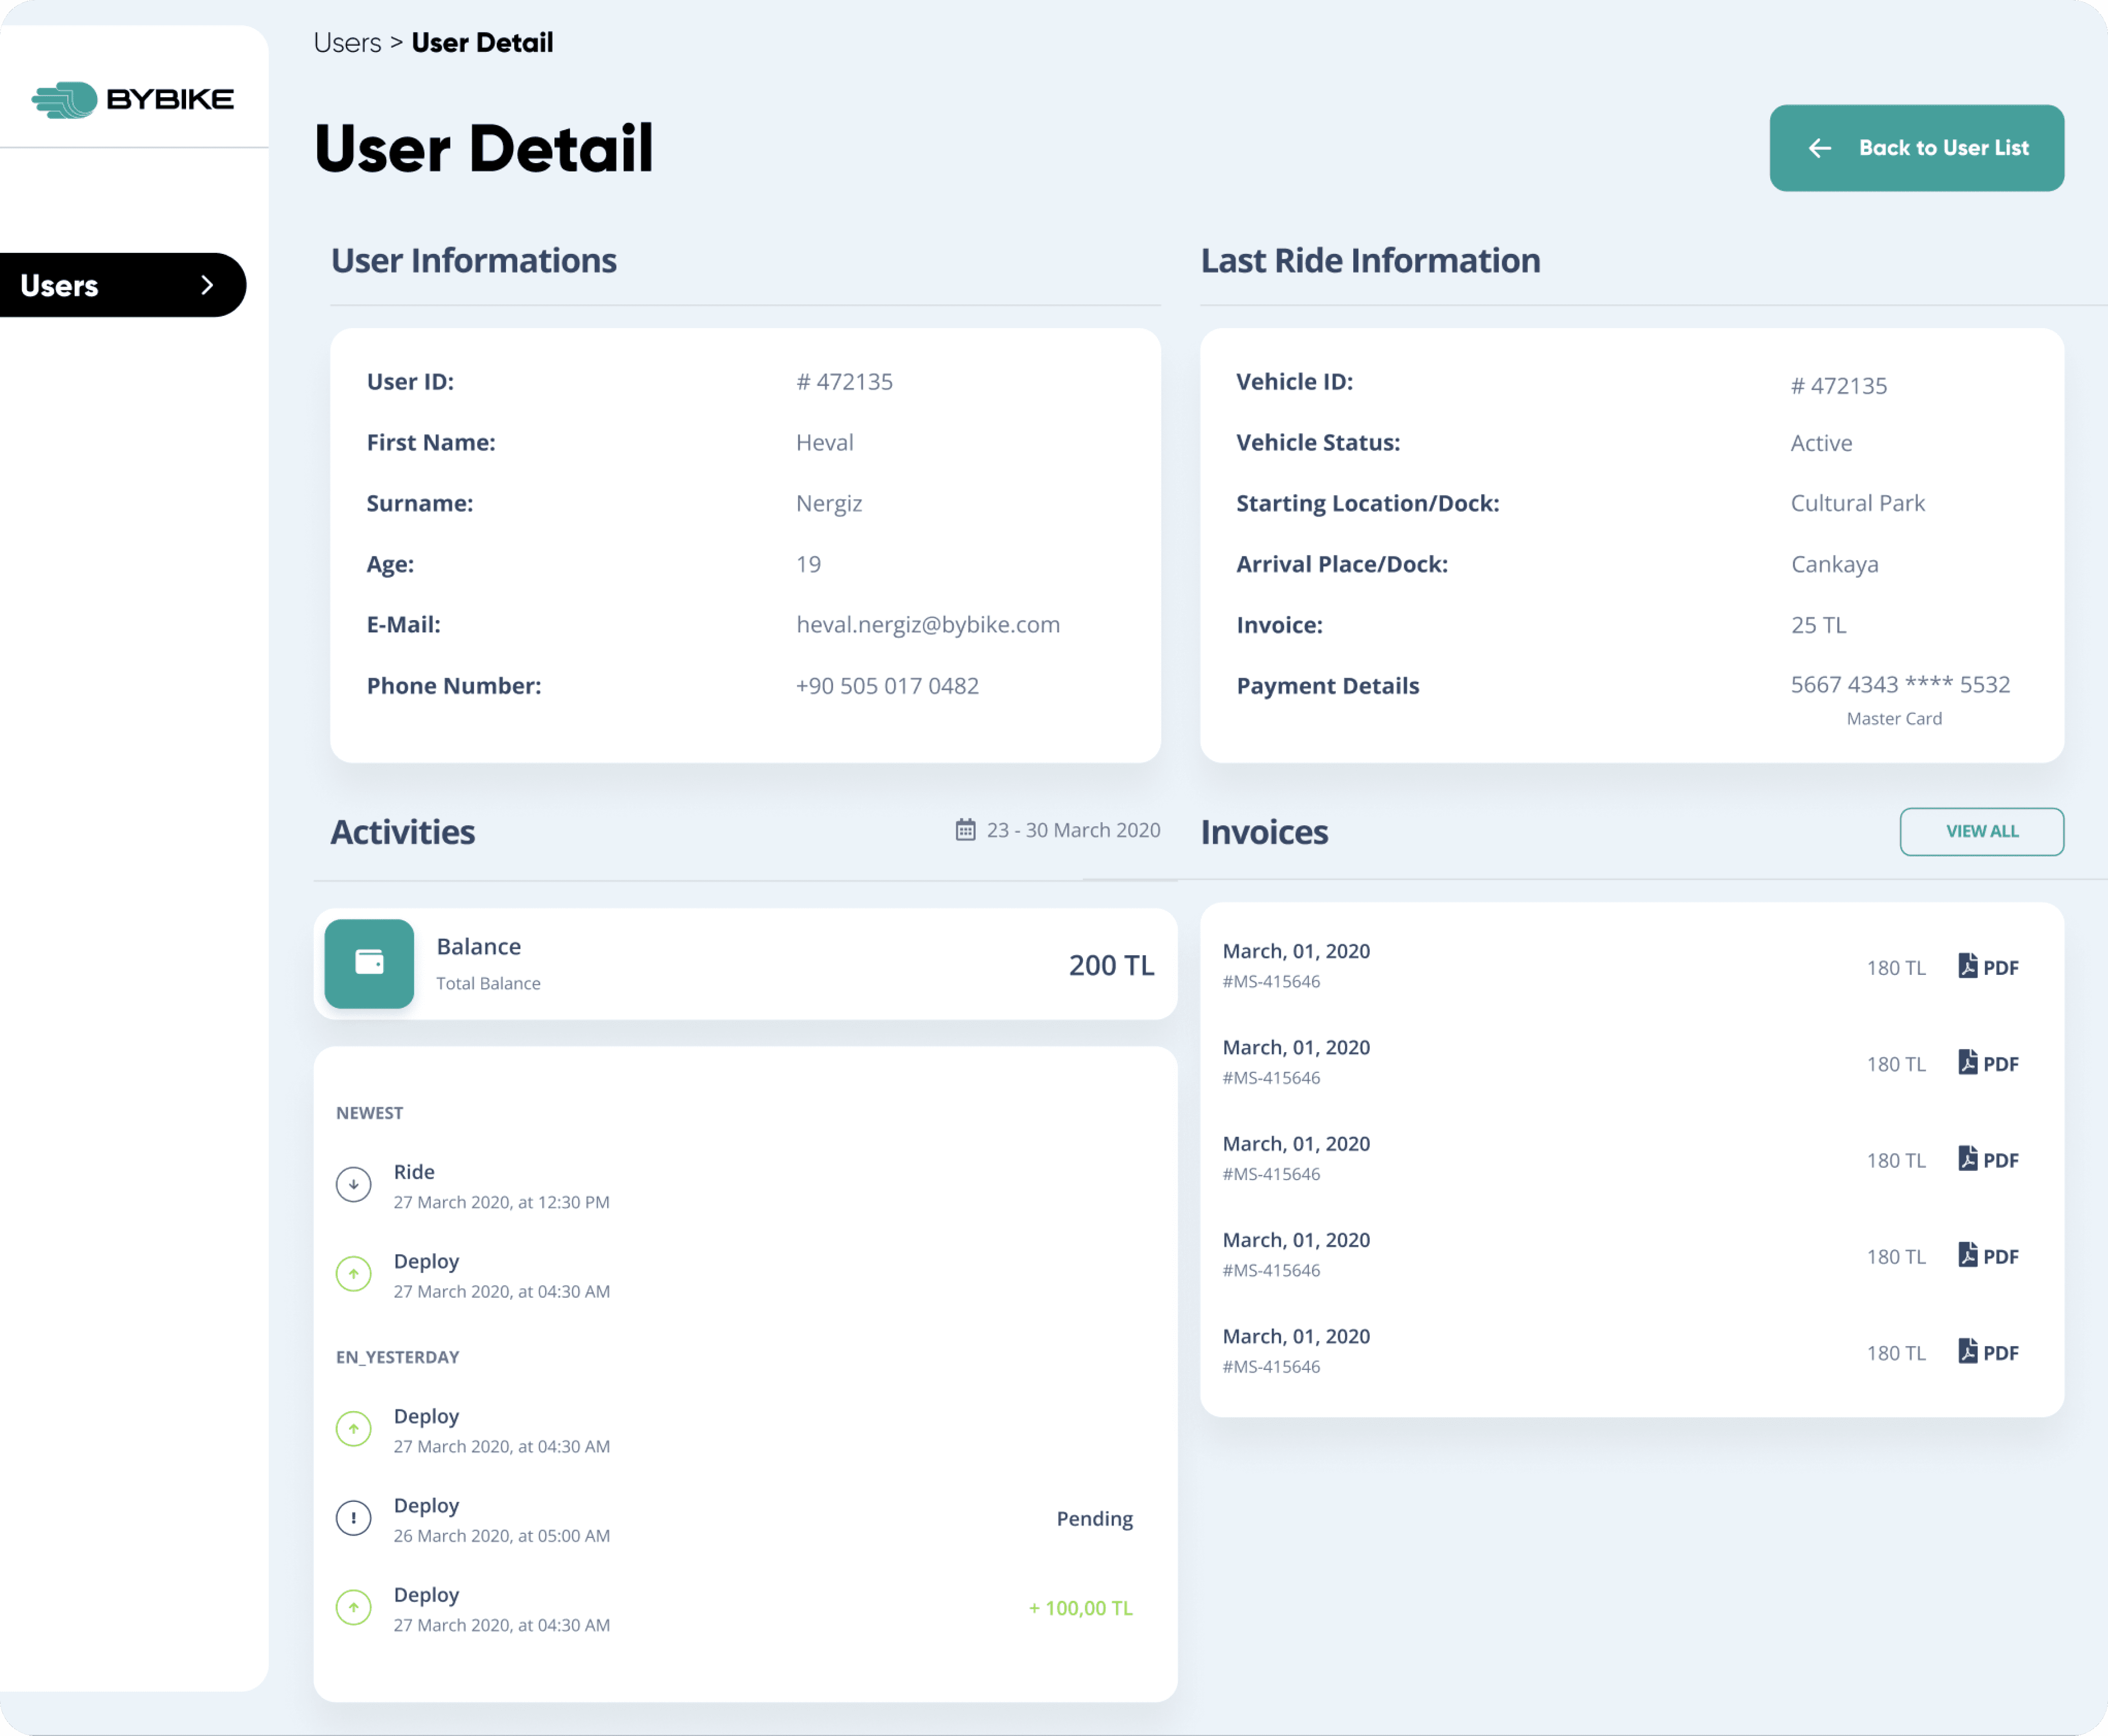 BYBIKE
Users
Users > User Detail
User Detail
Back to User List
User Informations
User ID: # 472135
First Name: Heval
Surname: Nergiz
Age: 19
E-Mail: heval.nergiz@bybike.com
Phone Number: +90 505 017 0482
Last Ride Information
Vehicle ID: # 472135
Vehicle Status: Active
Starting Location/Dock: Cultural Park
Arrival Place/Dock: Cankaya
Invoice: 25 TL
Payment Details 5667 4343 **** 5532
Master Card
Activities 23 - 30 March 2020
Balance
Total Balance
200 TL
NEWEST
Ride
27 March 2020, at 12:30 PM
Deploy
27 March 2020, at 04:30 AM
EN_YESTERDAY
Deploy
27 March 2020, at 04:30 AM
Deploy
26 March 2020, at 05:00 AM
Pending
Deploy
27 March 2020, at 04:30 AM
+ 100,00 TL
Invoices VIEW ALL
March, 01, 2020
#MS-415646
180 TL PDF
March, 01, 2020
#MS-415646
180 TL PDF
March, 01, 2020
#MS-415646
180 TL PDF
March, 01, 2020
#MS-415646
180 TL PDF
March, 01, 2020
#MS-415646
180 TL PDF